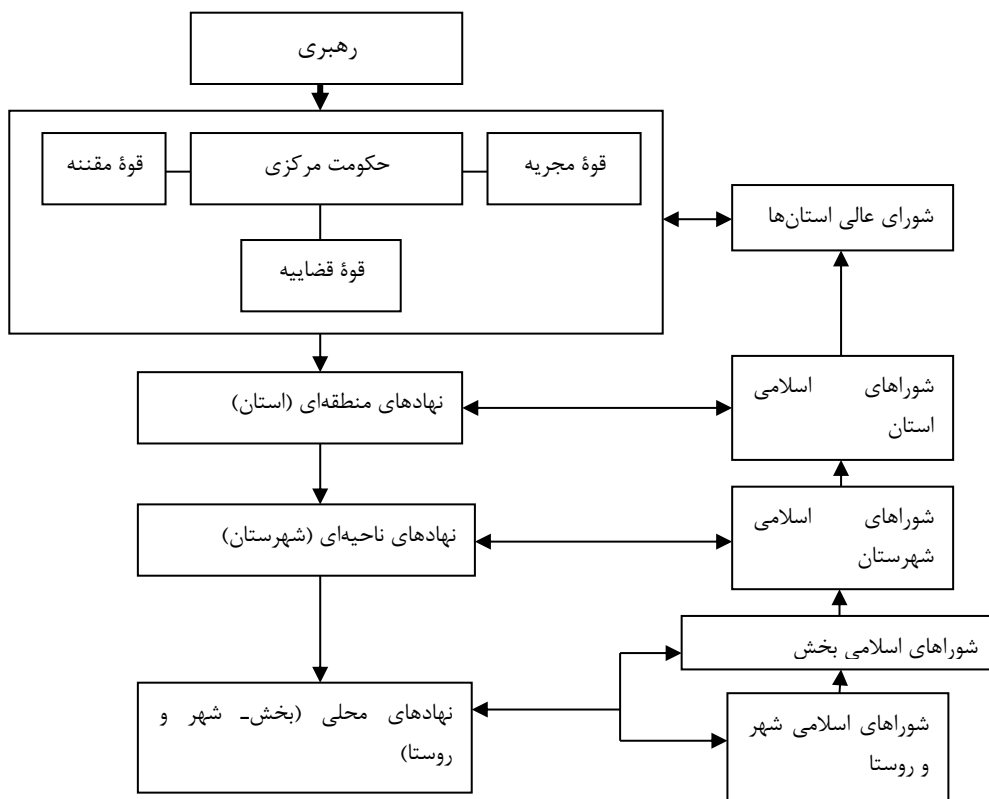 رهبری
قوۀ مجریه
حکومت مرکزی
قوۀ مقننه
قوۀ قضاییه
شورای عالی استان‌ها
نهادهای منطقه‌ای (استان)
شوراهای اسلامی
استان
نهادهای ناحیه‌ای (شهرستان)
شوراهای اسلامی
شهرستان
شوراهای اسلامی بخش
نهادهای محلی (بخش- شهر و
روستا)
شوراهای اسلامی شهر
و روستا